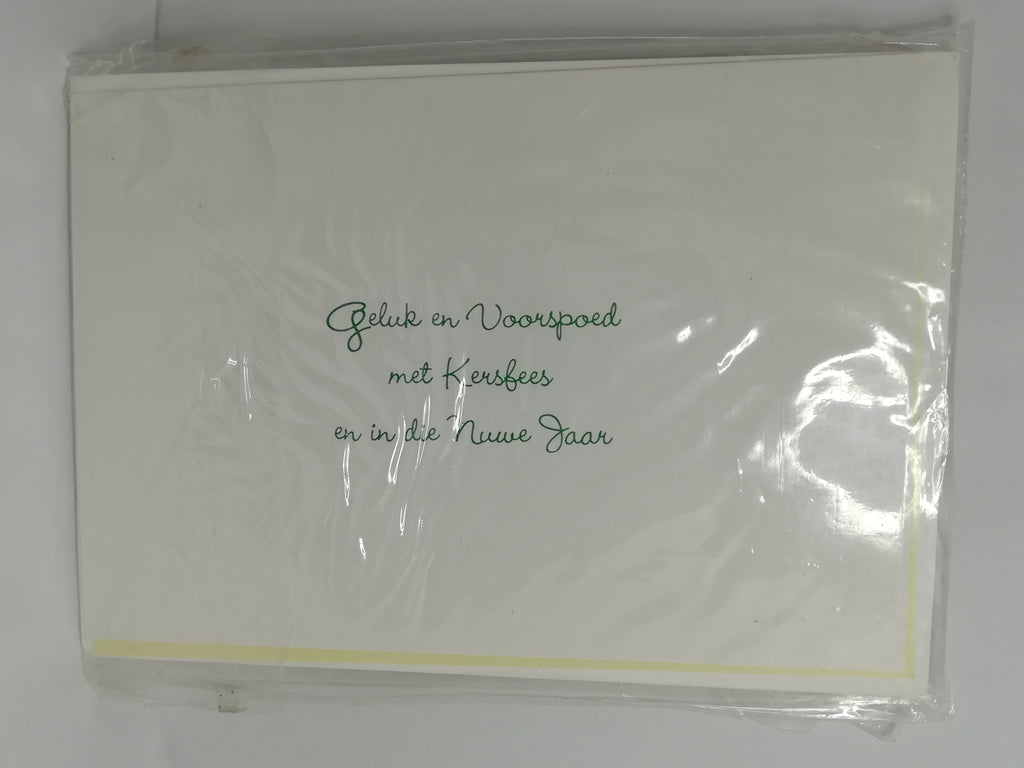 Geluk en Voorspoed
met Kersfees
en in die Nuwe Jaar